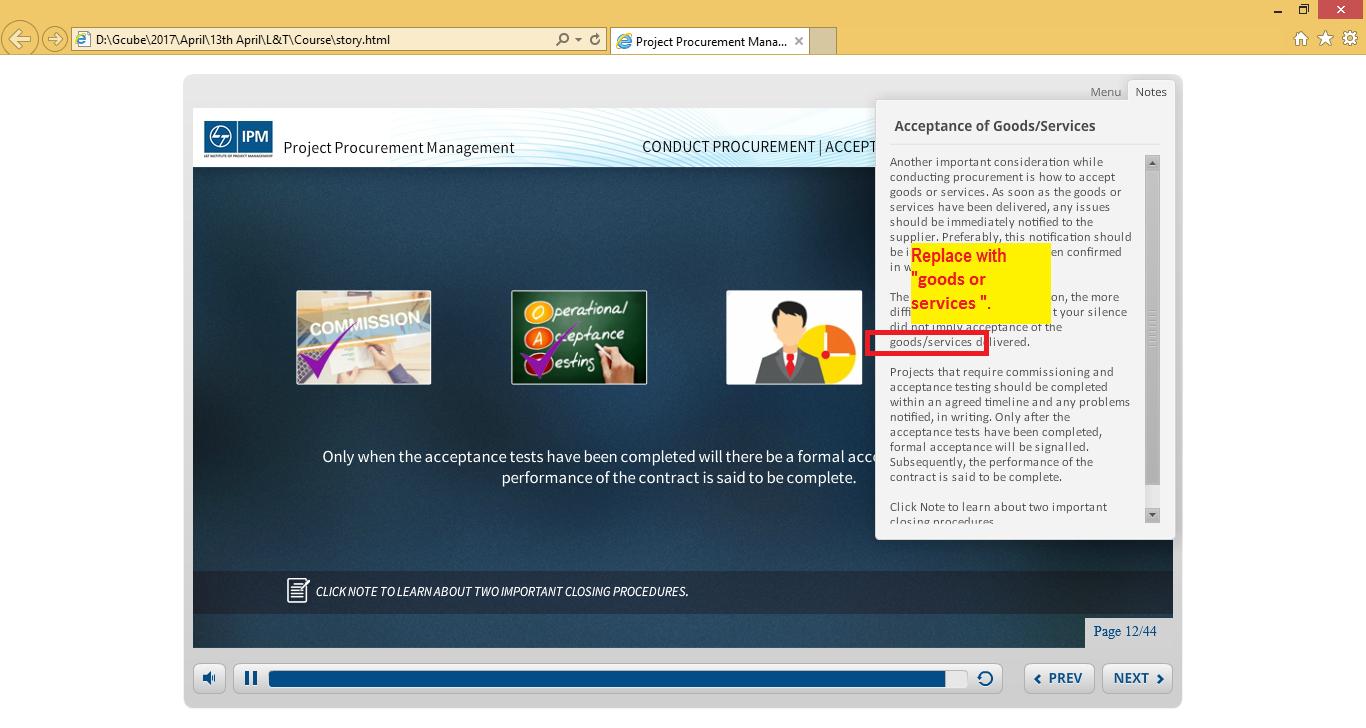 D:\Gcube\2017\April\13th April\L&T\Course\story.html
Project Procurement Mana...
Menu
Notes
IPM
L&T INSTITUTE OF PROJECT MANAGEMENT
Project Procurement Management
CONDUCT PROCUREMENT | ACCEPT
Acceptance of Goods/Services
Another important consideration while
conducting procurement is how to accept
goods or services. As soon as the goods or
services have been delivered, any issues
should be immediately notified to the
supplier. Preferably, this notification should
be i
en confirmed
in w
Replace with
"goods or
services ".
The
on, the more
diffi
t your silence
did not imply acceptance of the
goods/services delivered.
Projects that require commissioning and
acceptance testing should be completed
within an agreed timeline and any problems
notified, in writing. Only after the
acceptance tests have been completed,
formal acceptance will be signalled.
Subsequently, the performance of the
contract is said to be complete.
Click Note to learn about two important
closing procedures
COMMISSION
Operational
Acceptance
Testing
Only when the acceptance tests have been completed will there be a formal acc
performance of the contract is said to be complete.
CLICK NOTE TO LEARN ABOUT TWO IMPORTANT CLOSING PROCEDURES.
Page 12/44
PREV
NEXT